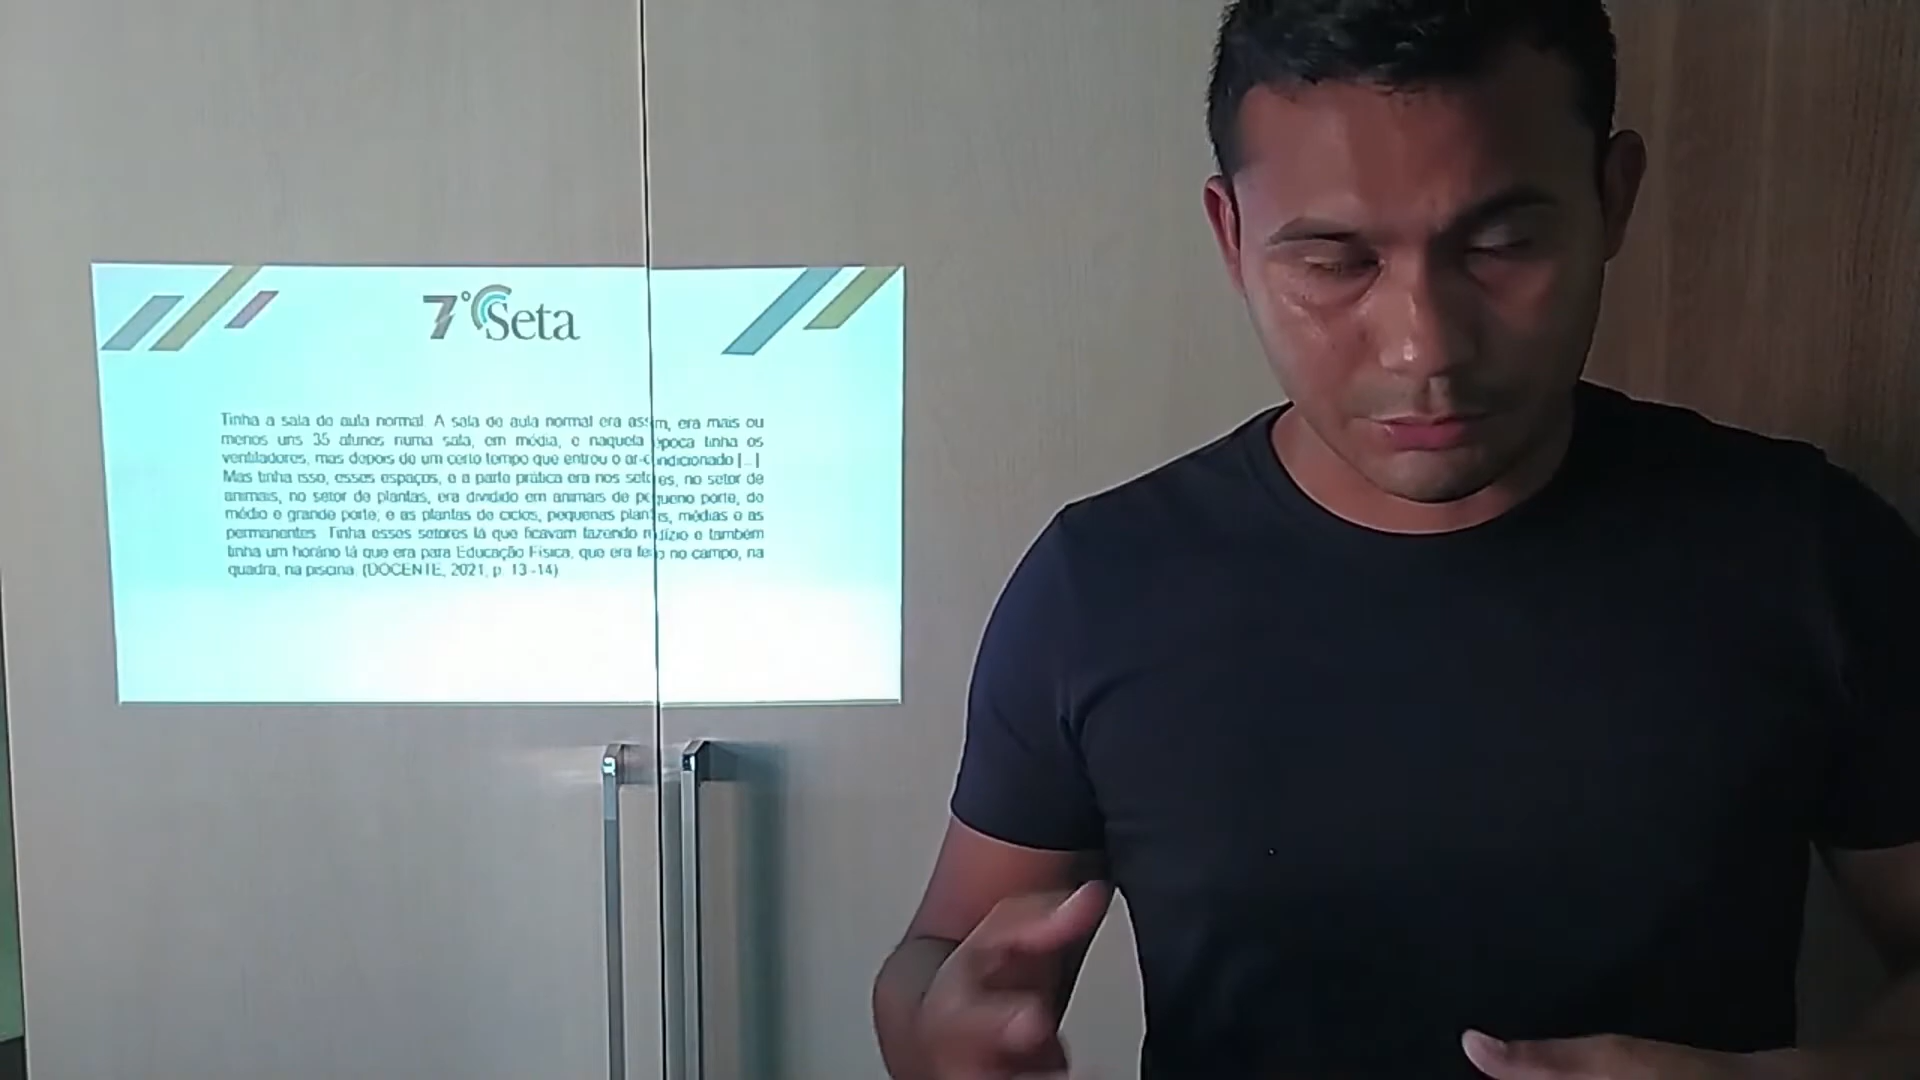 7° Seta
Tinha a sala de aula normal. A sala de aula normal era assim, era mais ou
menos uns 35 alunos numa sala, em média, e naquela época tinha os
ventiladores, mas depois de um certo tempo que entrou o ar-condicionado [...]
Mas tinha isso, esses espaços, e a parte prática era nos setores, no setor de
animais, no setor de plantas, era dividido em animais de pequeno porte, de
médio e grande porte; e as plantas de ciclos, pequenas plantas, médias e as
permanentes. Tinha esses setores lá que ficavam fazendo rodízio e também
tinha um horário lá que era para Educação Física, que era feito no campo, na
quadra, na piscina. (DOCENTE, 2021, p. 13-14)